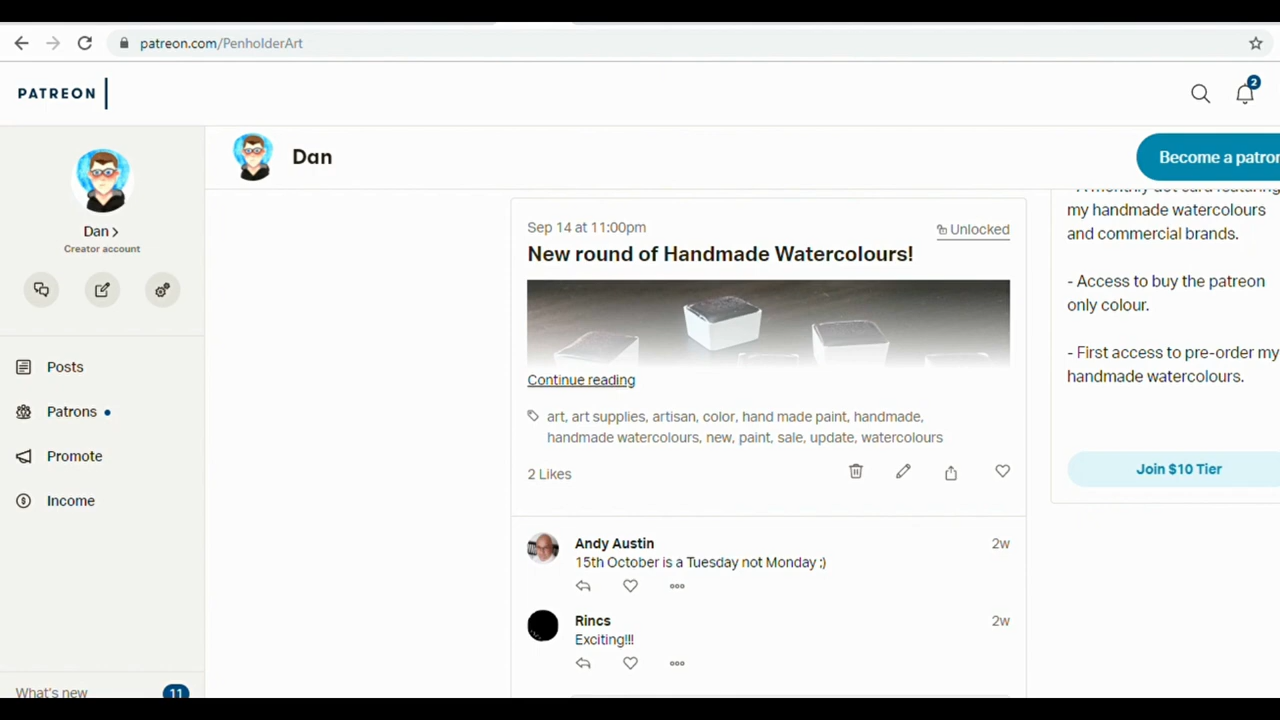 patreon.com/PenholderArt
PATREON
2
Dan >
Creator account
Posts
Patrons
Promote
Income
What's new
11
Dan
Become a patron
Sep 14 at 11:00pm
Unlocked
New round of Handmade Watercolours!
Continue reading
art, art supplies, artisan, color, hand made paint, handmade,
handmade watercolours, new, paint, sale, update, watercolours
2 Likes
Andy Austin
2w
15th October is a Tuesday not Monday ;)
Rincs
2w
Exciting!!!
- A monthly dot card featuring
my handmade watercolours
and commercial brands.
- Access to buy the patreon
only colour.
- First access to pre-order my
handmade watercolours.
Join $10 Tier